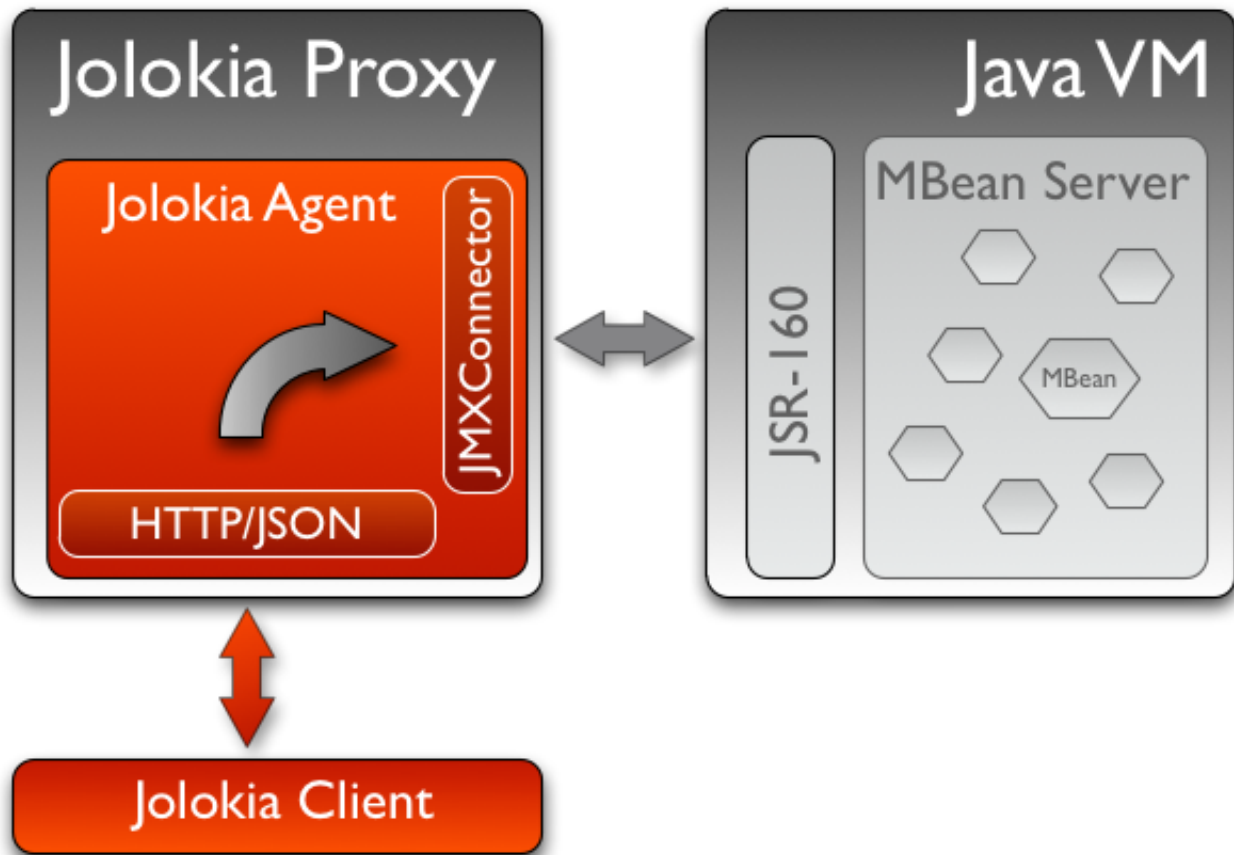 Jolokia Proxy
Jolokia Agent
JMXConnector
HTTP/JSON
Jolokia Client
Java VM
JSR-160
MBean Server
MBean